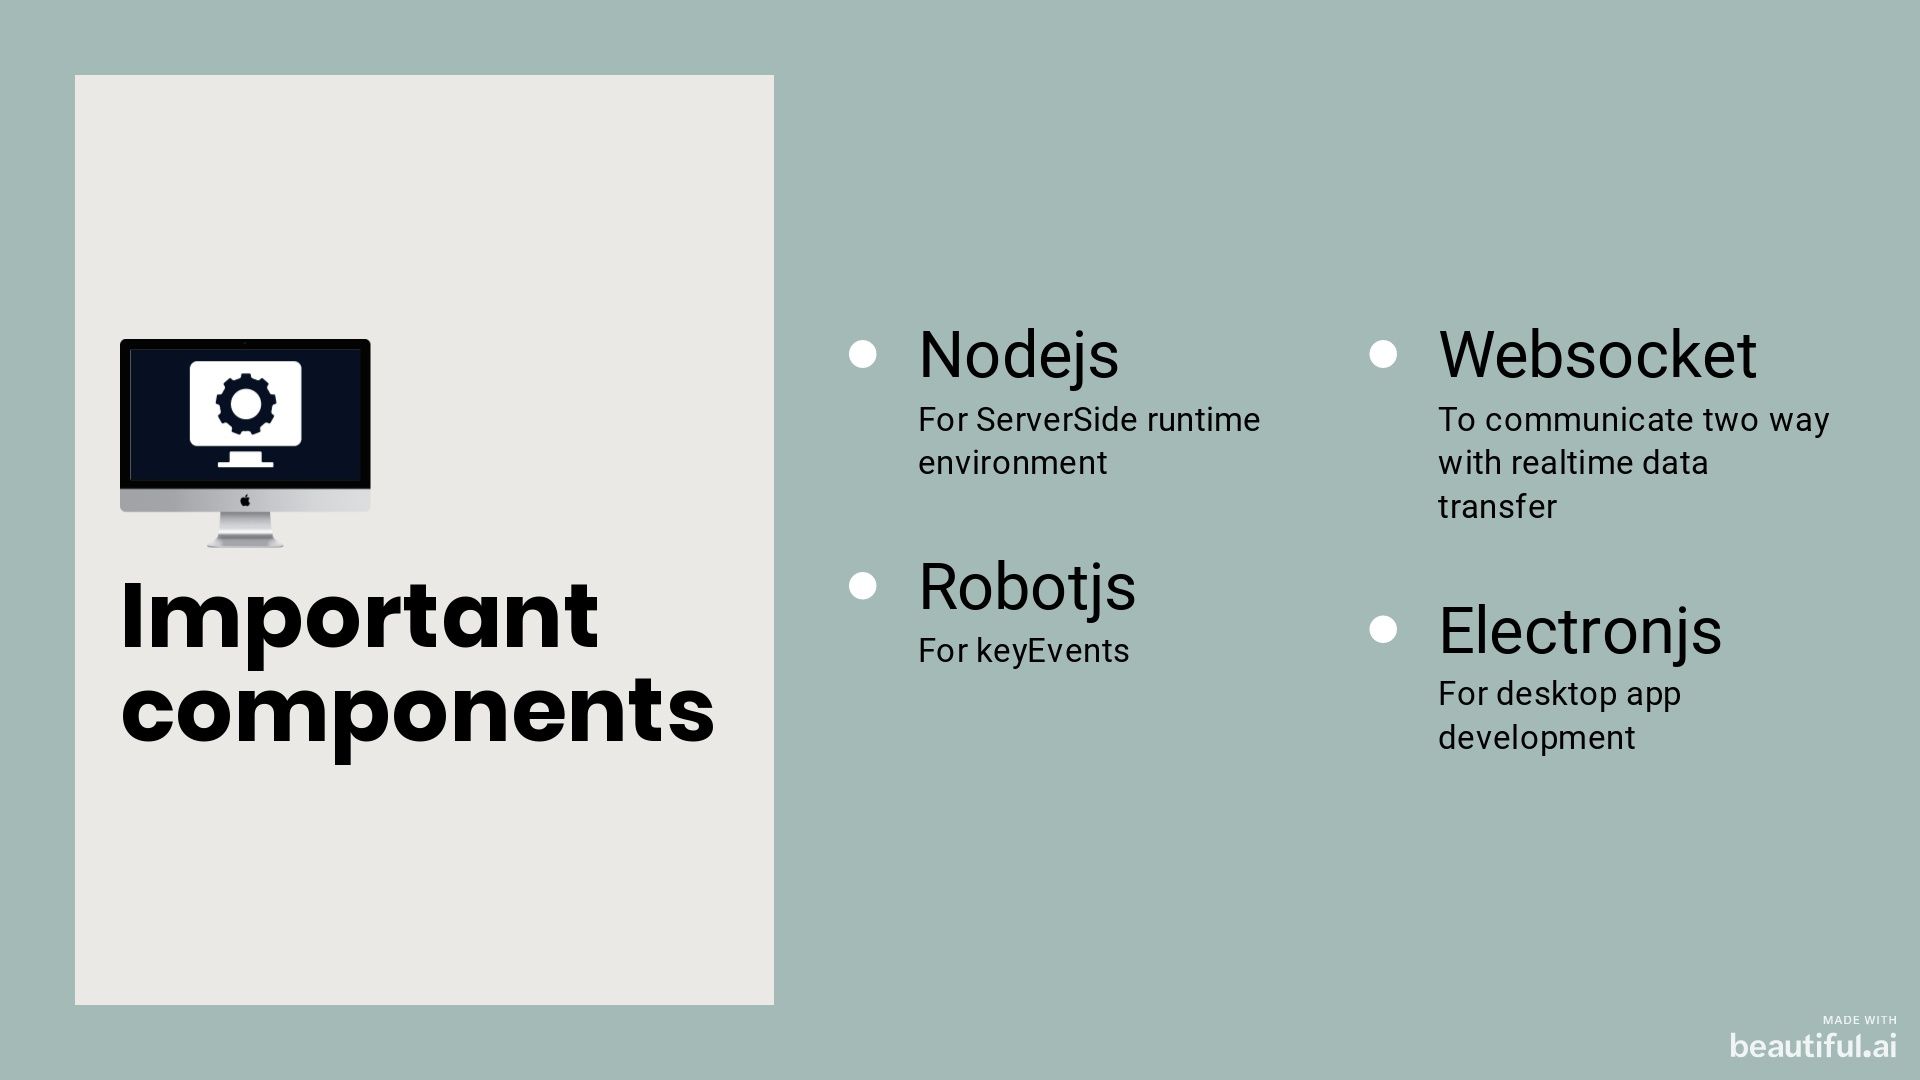 Important
components
Nodejs
For ServerSide runtime
environment
Robotjs
For keyEvents
Websocket
To communicate two way
with realtime data
transfer
Electronjs
For desktop app
development
MADE WITH
beautiful.ai